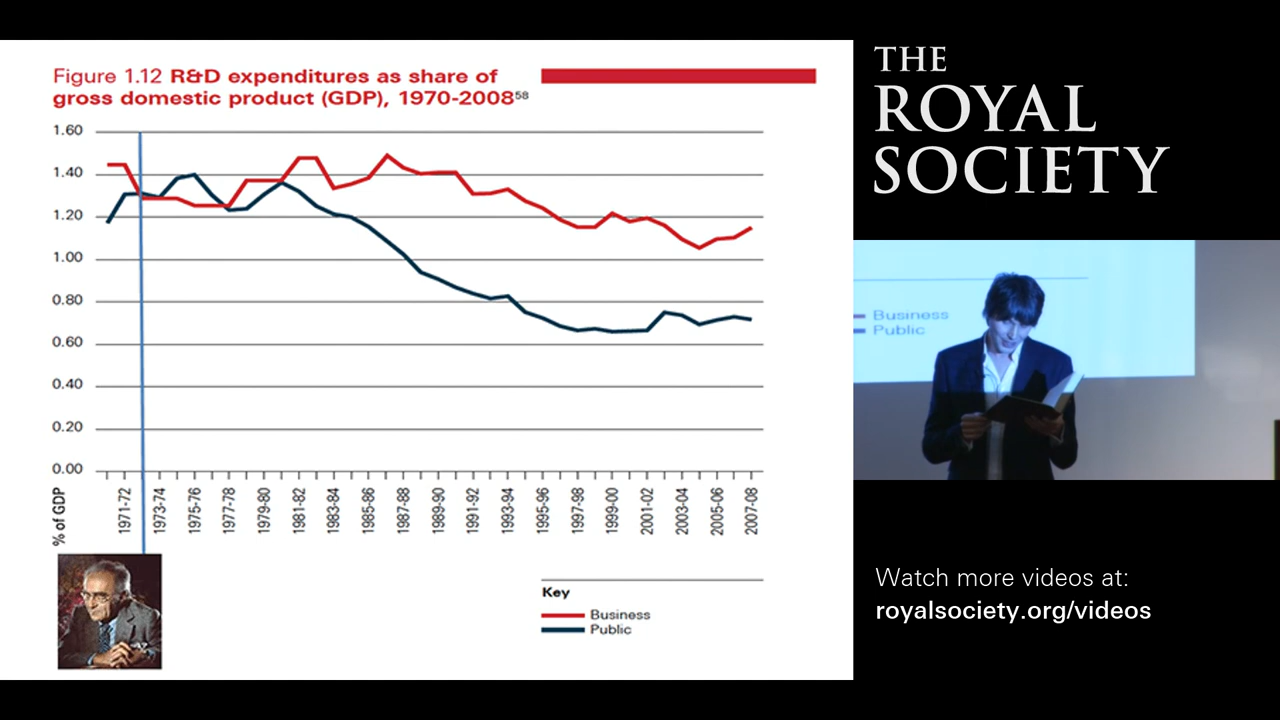 Figure 1.12 R&D expenditures as share of
gross domestic product (GDP), 1970-2008⁵⁸
1.60
1.40
1.20
1.00
0.80
0.60
0.40
0.20
0.00
% of GDP
1971-72
1973-74
1975-76
1977-78
1979-80
1981-82
1983-84
1985-86
1987-88
1989-90
1991-92
1993-94
1995-96
1997-98
1999-00
2001-02
2003-04
2005-06
2007-08
Key
Business
Public
THE
ROYAL
SOCIETY
Business
Public
Watch more videos at:
royalsociety.org/videos